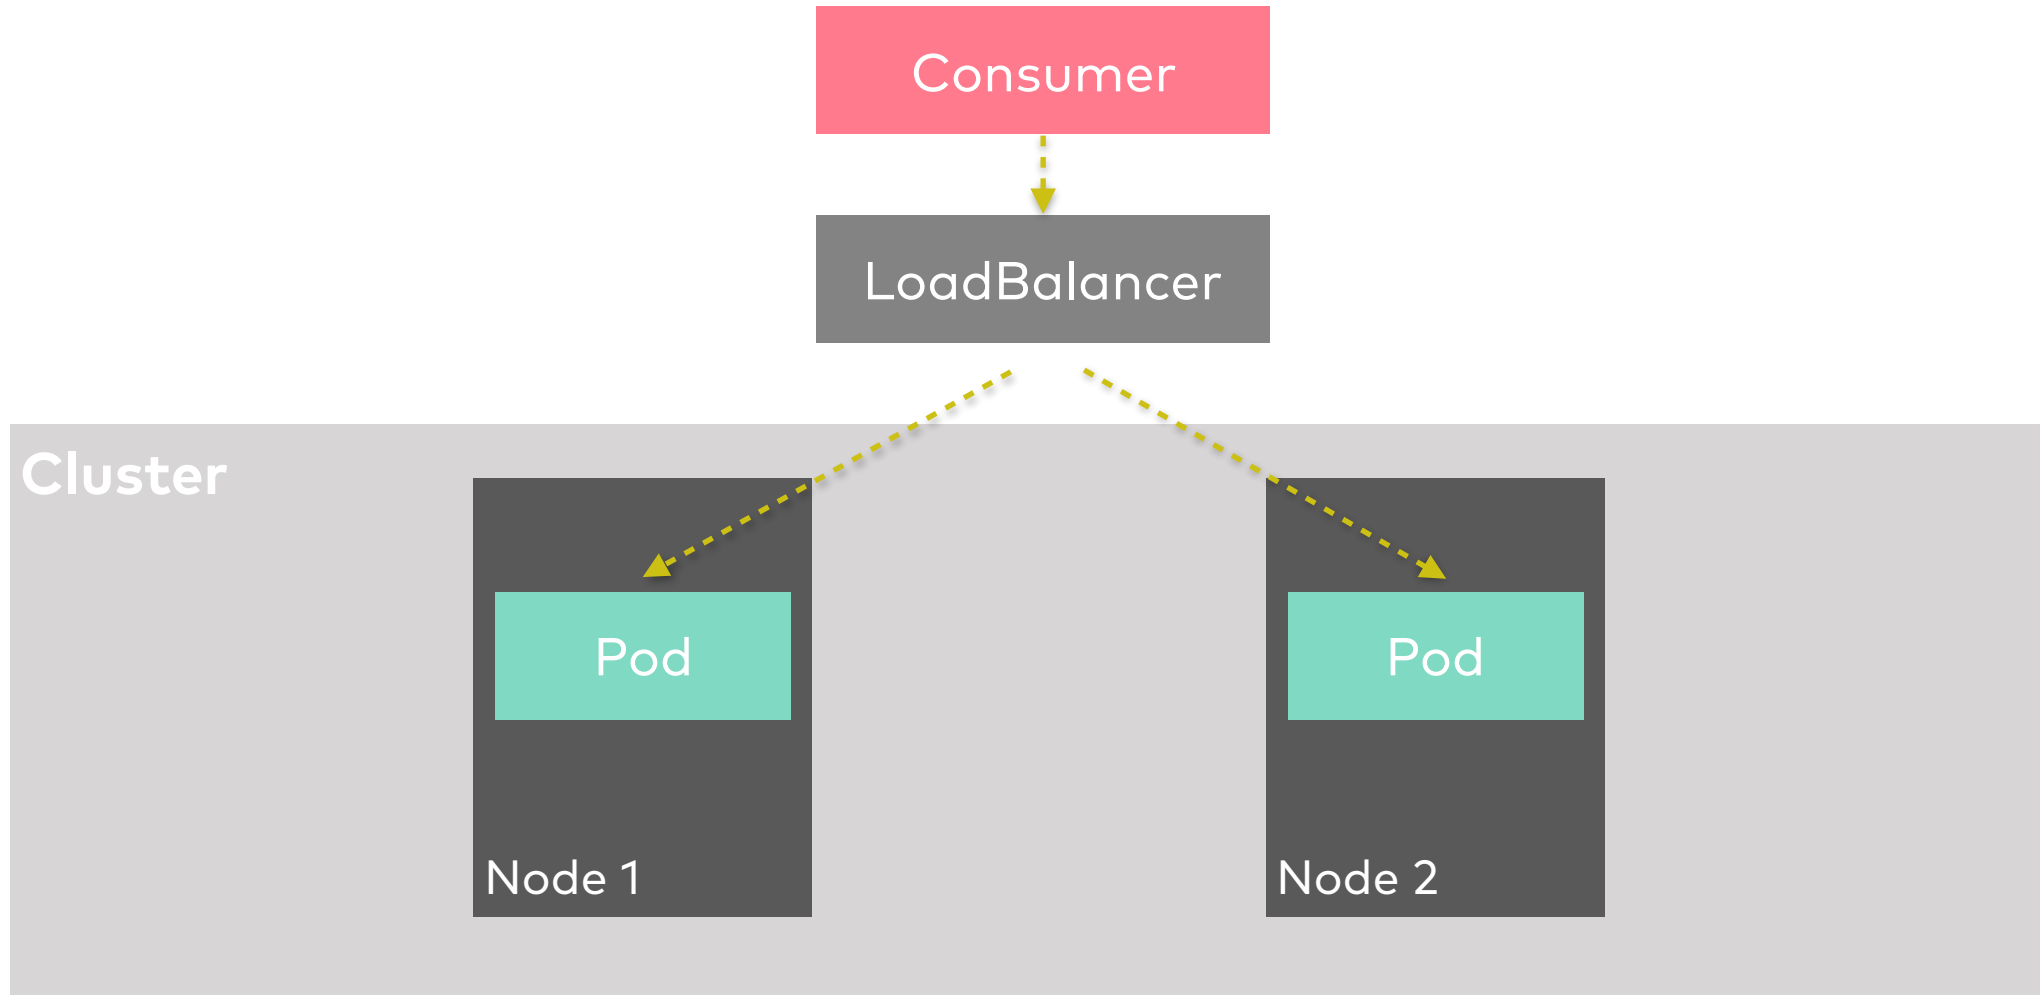 Consumer
LoadBalancer
Cluster
Pod
Pod
Node 1
Node 2